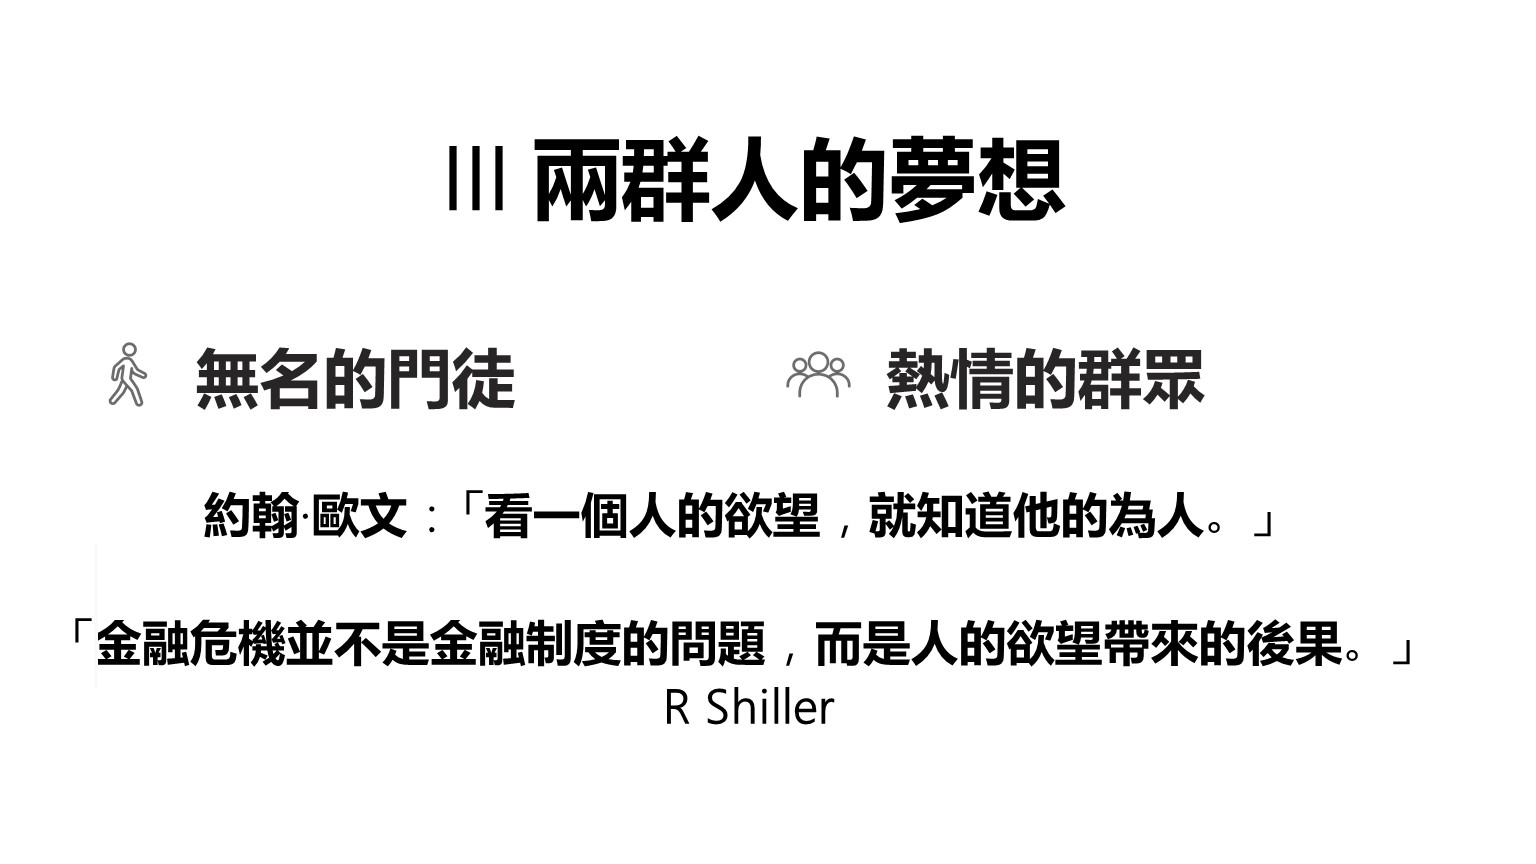 III 兩群人的夢想
無名的門徒
熱情的群眾
約翰·歐文：「看一個人的欲望，就知道他的為人。」
「金融危機並不是金融制度的問題，而是人的欲望帶來的後果。」
R Shiller